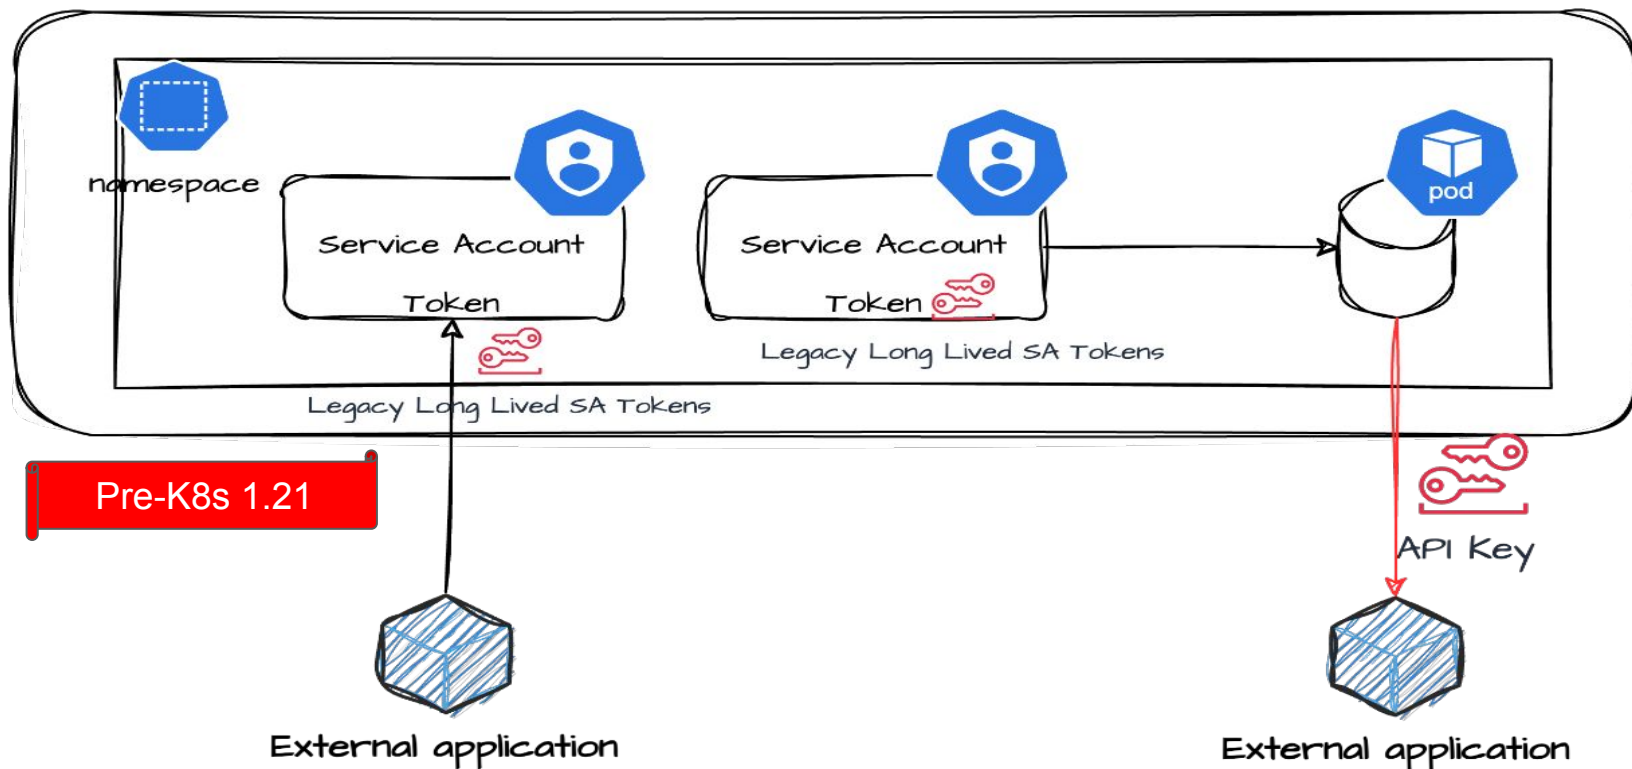 namespace
Service Account
Token
Service Account
Token
pod
Legacy Long Lived SA Tokens
Legacy Long Lived SA Tokens
Pre-K8s 1.21
API Key
External application
External application